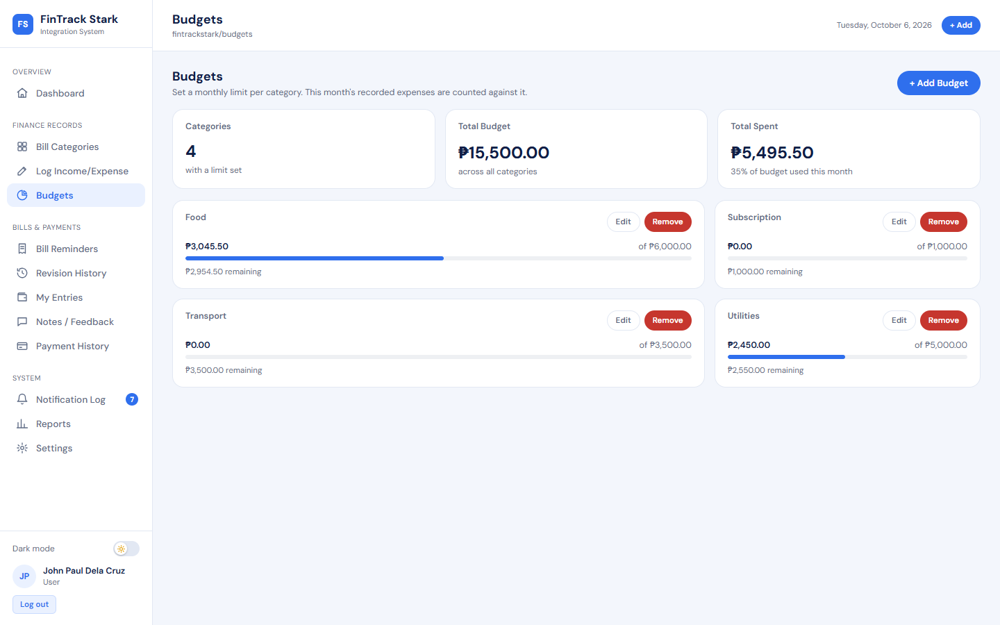 FS
FinTrack Stark
Integration System
OVERVIEW
Dashboard
FINANCE RECORDS
Bill Categories
Log Income/Expense
Budgets
BILLS & PAYMENTS
Bill Reminders
Revision History
My Entries
Notes / Feedback
Payment History
SYSTEM
Notification Log 7
Reports
Settings
Dark mode
JP
John Paul Dela Cruz
User
Log out
Budgets
fintrackstark/budgets
Tuesday, October 6, 2026
+ Add
Budgets
Set a monthly limit per category. This month's recorded expenses are counted against it.
+ Add Budget
Categories
4
with a limit set
Total Budget
₱15,500.00
across all categories
Total Spent
₱5,495.50
35% of budget used this month
Food
Edit
Remove
₱3,045.50
of ₱6,000.00
₱2,954.50 remaining
Subscription
Edit
Remove
₱0.00
of ₱1,000.00
₱1,000.00 remaining
Transport
Edit
Remove
₱0.00
of ₱3,500.00
₱3,500.00 remaining
Utilities
Edit
Remove
₱2,450.00
of ₱5,000.00
₱2,550.00 remaining